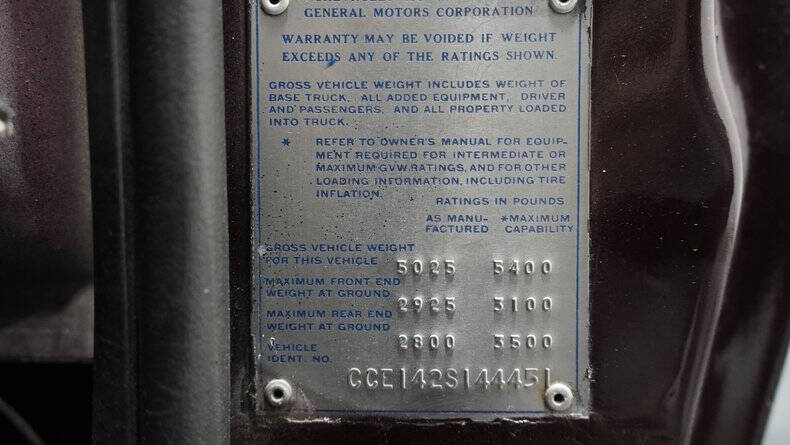 GENERAL MOTORS CORPORATION
WARRANTY MAY BE VOIDED IF WEIGHT
EXCEEDS ANY OF THE RATINGS SHOWN.
GROSS VEHICLE WEIGHT INCLUDES WEIGHT OF
BASE TRUCK, ALL ADDED EQUIPMENT, DRIVER
AND PASSENGERS, AND ALL PROPERTY LOADED
INTO TRUCK.
* REFER TO OWNER'S MANUAL FOR EQUIP-
MENT REQUIRED FOR INTERMEDIATE OR
MAXIMUM GVW RATINGS, AND FOR OTHER
LOADING INFORMATION, INCLUDING TIRE
INFLATION.
RATINGS IN POUNDS
AS MANU- *MAXIMUM
FACTURED CAPABILITY
GROSS VEHICLE WEIGHT
FOR THIS VEHICLE 5025 5400
MAXIMUM FRONT END
WEIGHT AT GROUND 2925 3100
MAXIMUM REAR END
WEIGHT AT GROUND 2800 3500
VEHICLE
IDENT. NO. CCE142S144451